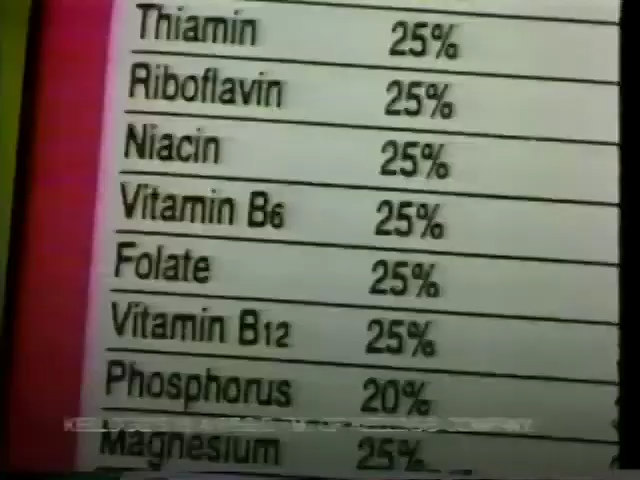 Thiamin 25%
Riboflavin 25%
Niacin 25%
Vitamin B6 25%
Folate 25%
Vitamin B12 25%
Phosphorus 20%
Magnesium 25%